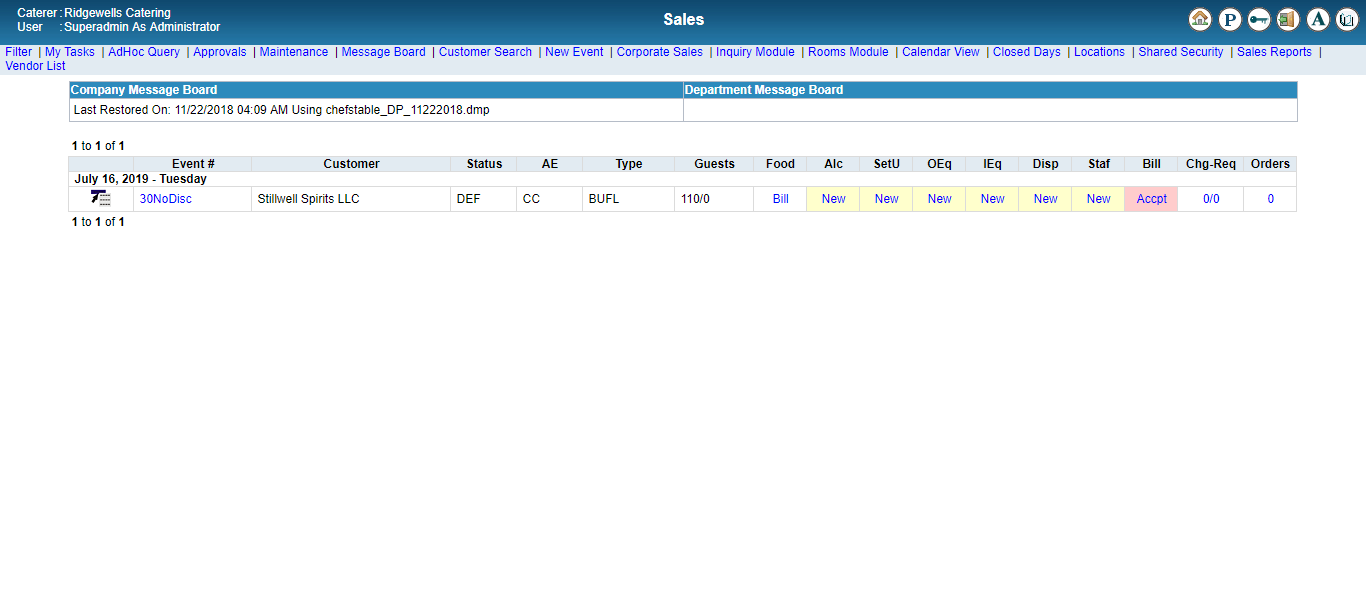 Caterer : Ridgewells Catering
User : Superadmin As Administrator
Sales
P
A
Filter | My Tasks | AdHoc Query | Approvals | Maintenance | Message Board | Customer Search | New Event | Corporate Sales | Inquiry Module | Rooms Module | Calendar View | Closed Days | Locations | Shared Security | Sales Reports |
Vendor List
Company Message Board Department Message Board
Last Restored On: 11/22/2018 04:09 AM Using chefstable_DP_11222018.dmp
1 to 1 of 1
Event # Customer Status AE Type Guests Food Alc SetU OEq IEq Disp Staf Bill Chg-Req Orders
July 16, 2019 - Tuesday
30NoDisc Stillwell Spirits LLC DEF CC BUFL 110/0 Bill New New New New New New Accpt 0/0 0
1 to 1 of 1